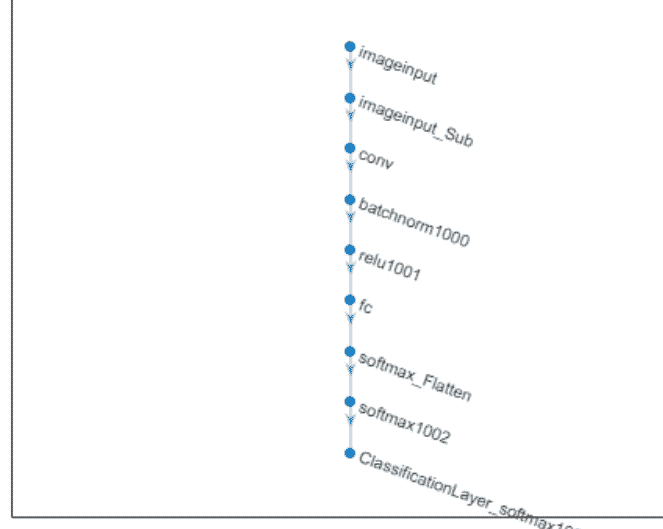 imageinput
imageinput_Sub
conv
batchnorm1000
relu1001
fc
softmax_Flatten
softmax1002